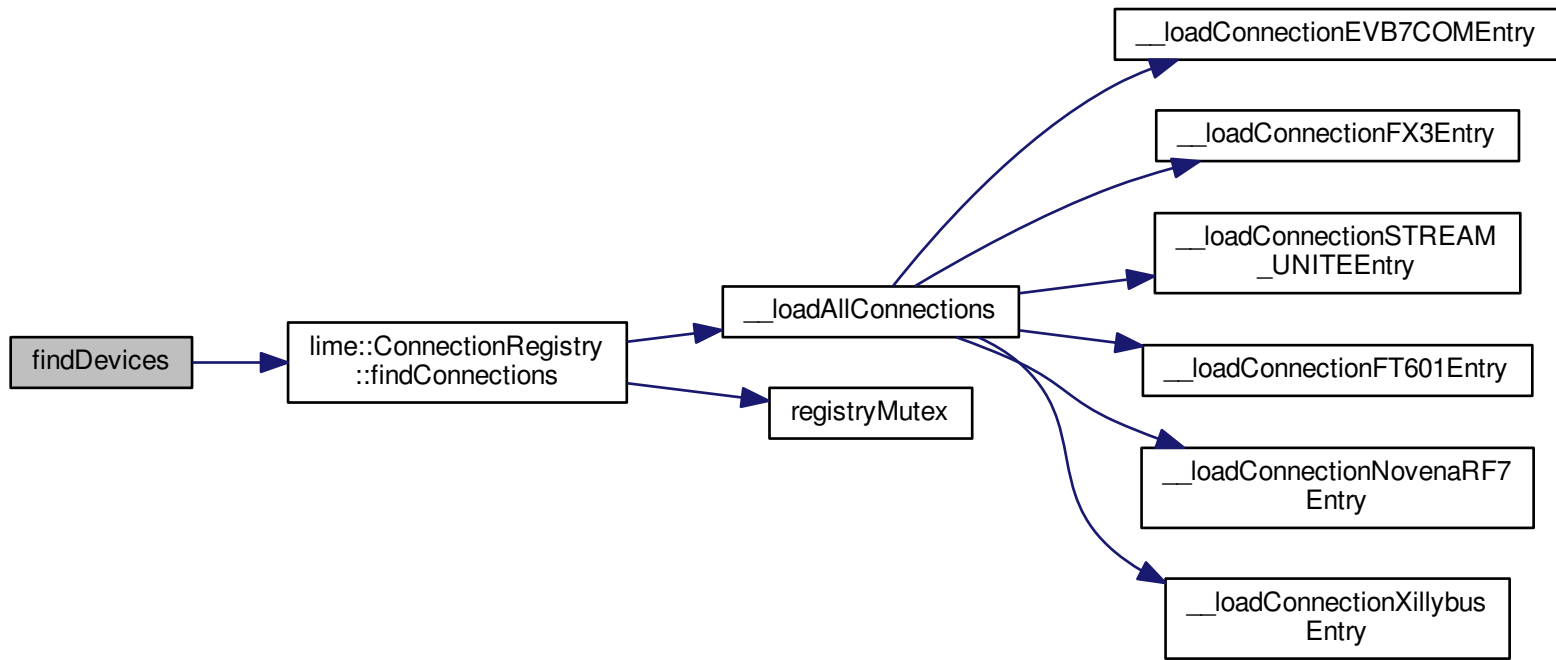 findDevices
lime::ConnectionRegistry
::findConnections
__loadAllConnections
registryMutex
__loadConnectionEVB7COMEntry
__loadConnectionFX3Entry
__loadConnectionSTREAM
_UNITEEntry
__loadConnectionFT601Entry
__loadConnectionNovenaRF7
Entry
__loadConnectionXillybus
Entry